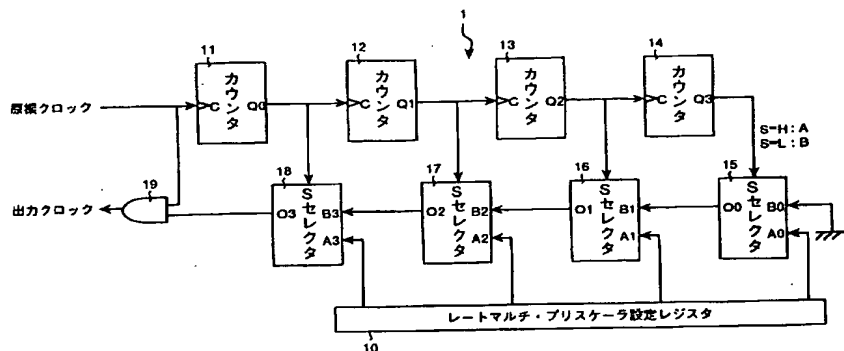 1
11
12
13
14
カウンタ
カウンタ
カウンタ
カウンタ
原振クロック
C
Q0
C
Q1
C
Q2
C
Q3
S=H:A
S=L:B
19
18
17
16
15
出力クロック
S
セレクタ
O3
B3
A3
S
セレクタ
O2
B2
A2
S
セレクタ
O1
B1
A1
S
セレクタ
O0
B0
A0
レートマルチ・プリスケーラ設定レジスタ
10